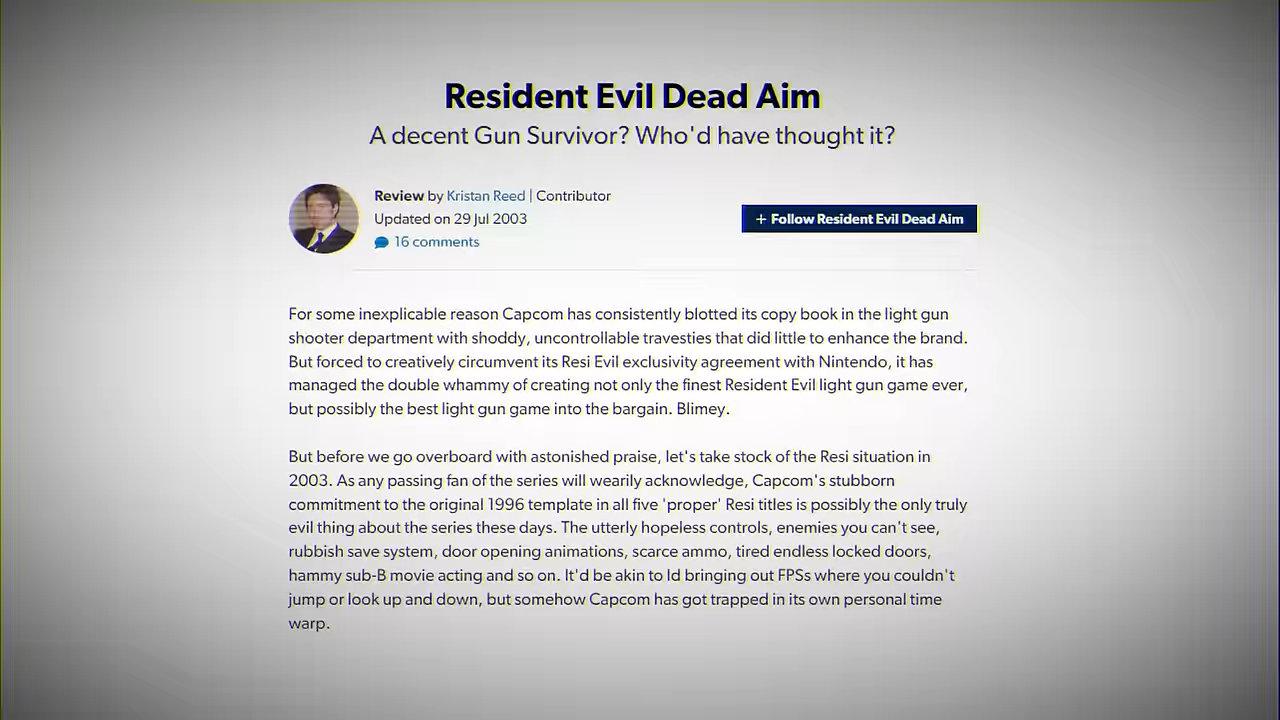 Resident Evil Dead Aim
A decent Gun Survivor? Who'd have thought it?
Review by Kristan Reed | Contributor
Updated on 29 Jul 2003
16 comments
+ Follow Resident Evil Dead Aim
For some inexplicable reason Capcom has consistently blotted its copy book in the light gun
shooter department with shoddy, uncontrollable travesties that did little to enhance the brand.
But forced to creatively circumvent its Resi Evil exclusivity agreement with Nintendo, it has
managed the double whammy of creating not only the finest Resident Evil light gun game ever,
but possibly the best light gun game into the bargain. Blimey.
But before we go overboard with astonished praise, let's take stock of the Resi situation in
2003. As any passing fan of the series will wearily acknowledge, Capcom's stubborn
commitment to the original 1996 template in all five 'proper' Resi titles is possibly the only truly
evil thing about the series these days. The utterly hopeless controls, enemies you can't see,
rubbish save system, door opening animations, scarce ammo, tired endless locked doors,
hammy sub-B movie acting and so on. It'd be akin to Id bringing out FPSs where you couldn't
jump or look up and down, but somehow Capcom has got trapped in its own personal time
warp.